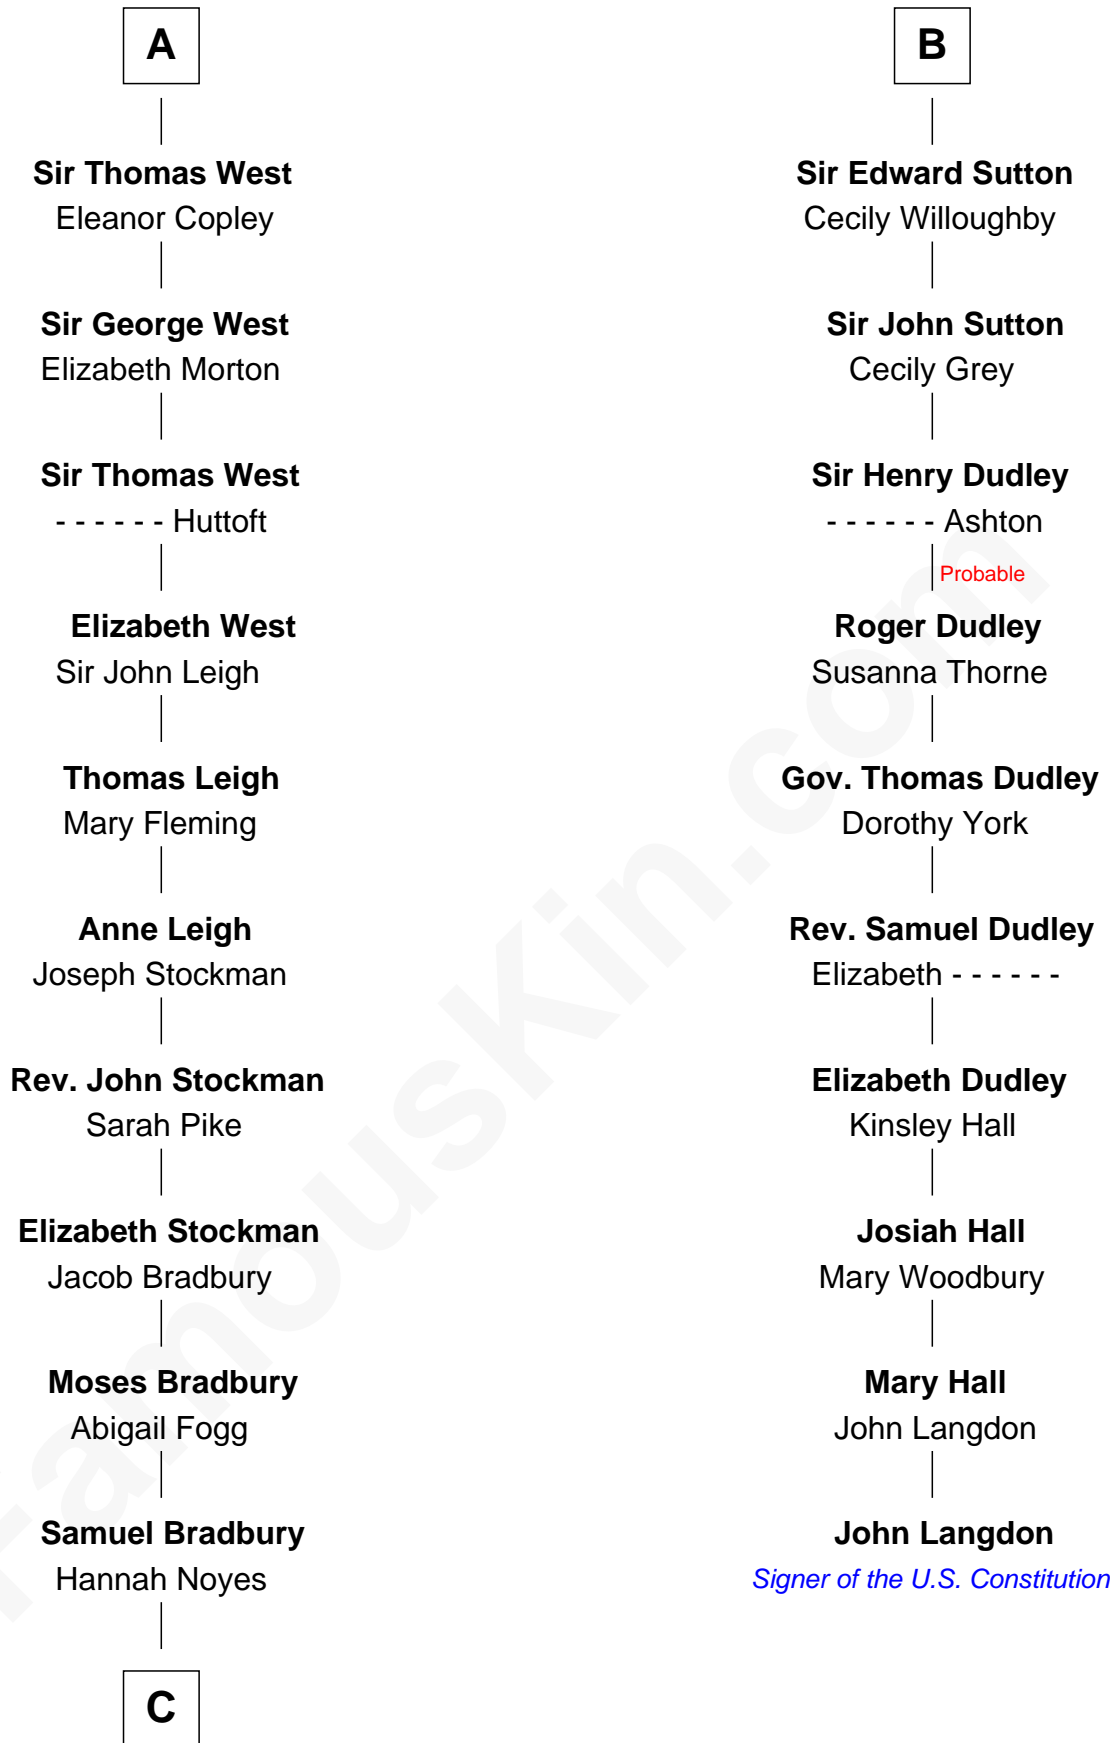 A
Sir Thomas West
Eleanor Copley
Sir George West
Elizabeth Morton
Sir Thomas West
- - - - - - Huttoft
Elizabeth West
Sir John Leigh
Thomas Leigh
Mary Fleming
Anne Leigh
Joseph Stockman
Rev. John Stockman
Sarah Pike
Elizabeth Stockman
Jacob Bradbury
Moses Bradbury
Abigail Fogg
Samuel Bradbury
Hannah Noyes
C
B
Sir Edward Sutton
Cecily Willoughby
Sir John Sutton
Cecily Grey
Sir Henry Dudley
- - - - - - Ashton
Probable
Roger Dudley
Susanna Thorne
Gov. Thomas Dudley
Dorothy York
Rev. Samuel Dudley
Elizabeth - - - - - -
Elizabeth Dudley
Kinsley Hall
Josiah Hall
Mary Woodbury
Mary Hall
John Langdon
John Langdon
Signer of the U.S. Constitution
FamousKin.com